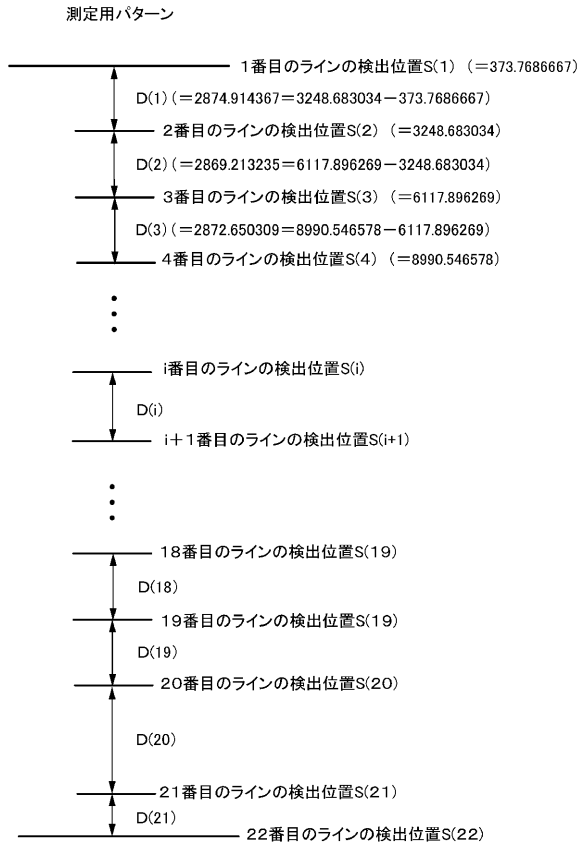 測定用パターン
1番目のラインの検出位置S(1) (=373.7686667)
D(1)(=2874.914367=3248.683034-373.7686667)
2番目のラインの検出位置S(2) (=3248.683034)
D(2)(=2869.213235=6117.896269-3248.683034)
3番目のラインの検出位置S(3) (=6117.896269)
D(3)(=2872.650309=8990.546578-6117.896269)
4番目のラインの検出位置S(4) (=8990.546578)
i番目のラインの検出位置S(i)
D(i)
i+1番目のラインの検出位置S(i+1)
18番目のラインの検出位置S(19)
D(18)
19番目のラインの検出位置S(19)
D(19)
20番目のラインの検出位置S(20)
D(20)
21番目のラインの検出位置S(21)
D(21)
22番目のラインの検出位置S(22)